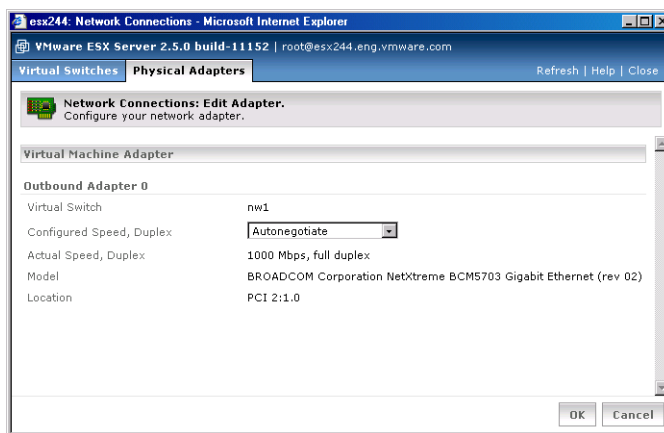 esx244: Network Connections - Microsoft Internet Explorer
VMware ESX Server 2.5.0 build-11152 | root@esx244.eng.vmware.com
Virtual Switches Physical Adapters Refresh | Help | Close
Network Connections: Edit Adapter.
Configure your network adapter.
Virtual Machine Adapter
Outbound Adapter 0
Virtual Switch nw1
Configured Speed, Duplex Autonegotiate
Actual Speed, Duplex 1000 Mbps, full duplex
Model BROADCOM Corporation NetXtreme BCM5703 Gigabit Ethernet (rev 02)
Location PCI 2:1.0
OK Cancel